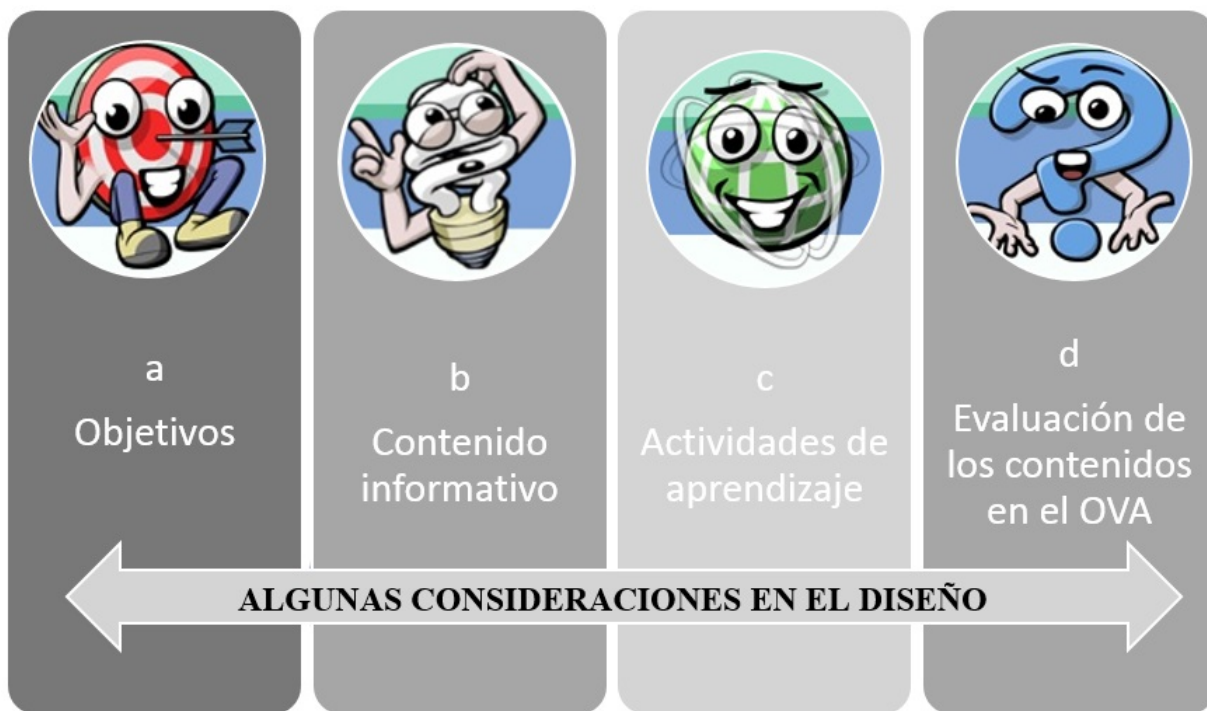 a
Objetivos
b
Contenido
informativo
c
Actividades de
aprendizaje
d
Evaluación de
los contenidos
en el OVA
ALGUNAS CONSIDERACIONES EN EL DISEÑO